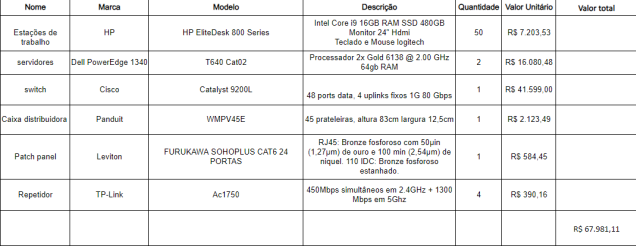 Nome Marca Modelo Descrição Quantidade Valor Unitário Valor total
Estações de trabalho HP HP EliteDesk 800 Series Intel Core i9 16GB RAM SSD 480GB
Monitor 24" Hdmi
Teclado e Mouse logitech 50 R$ 7.203,53
servidores Dell PowerEdge 1340 T640 Cat02 Processador 2x Gold 6138 @ 2.00 GHz
64gb RAM 2 R$ 16.080,48
switch Cisco Catalyst 9200L 48 ports data, 4 uplinks fixos 1G 80 Gbps 1 R$ 41.599,00
Caixa distribuidora Panduit WMPV45E 45 prateleiras, altura 83cm largura 12,5cm 1 R$ 2.123,49
Patch panel Leviton FURUKAWA SOHOPLUS CAT6 24
PORTAS RJ45: Bronze fosforoso com 50µin
(1,27µm) de ouro e 100 min (2,54µm) de
níquel. 110 IDC: Bronze fosforoso
estanhado. 1 R$ 584,45
Repetidor TP-Link Ac1750 450Mbps simultâneos em 2.4GHz + 1300
Mbps em 5Ghz 4 R$ 390,16
R$ 67.981,11